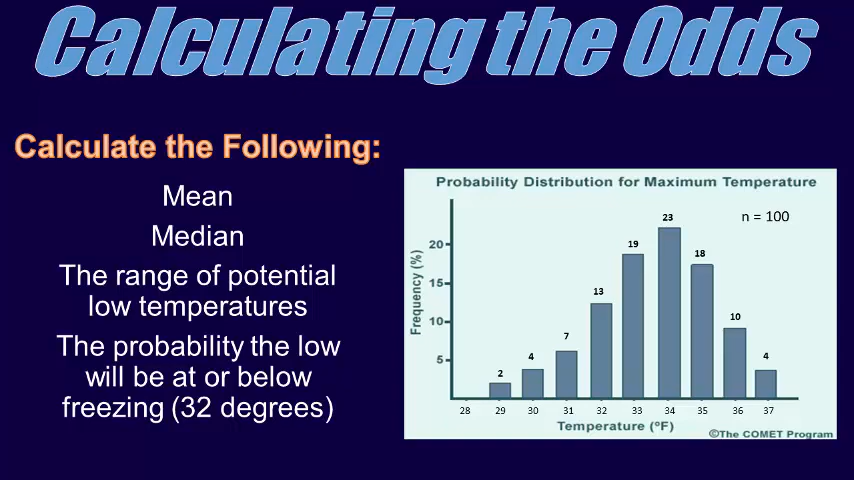 Calculating the Odds
Calculate the Following:
Mean
Median
The range of potential
low temperatures
The probability the low
will be at or below
freezing (32 degrees)
Probability Distribution for Maximum Temperature
n = 100
Frequency (%)
20
15
10
5
2
4
7
13
19
23
18
10
4
28 29 30 31 32 33 34 35 36 37
Temperature (ºF)
©The COMET Program